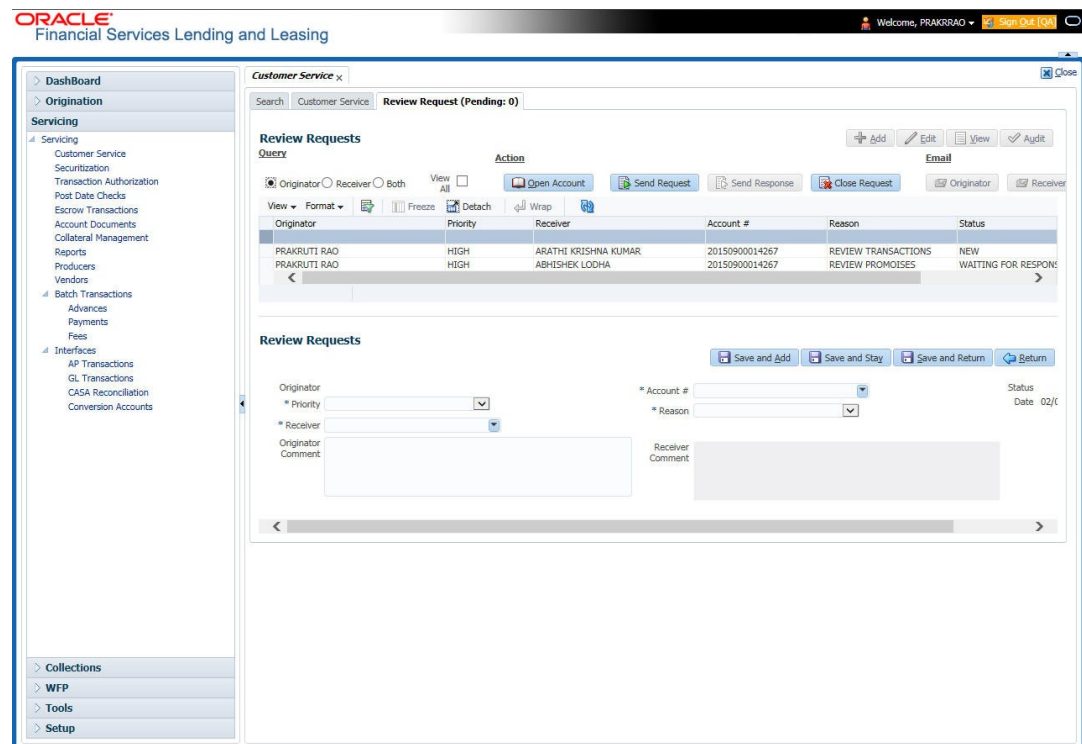 ORACLE
Financial Services Lending and Leasing
Welcome, PRAKRRAO
Sign Out [QA]
Close
DashBoard
Origination
Servicing
Servicing
Customer Service
Securitization
Transaction Authorization
Post Date Checks
Escrow Transactions
Account Documents
Collateral Management
Reports
Producers
Vendors
Batch Transactions
Advances
Payments
Fees
Interfaces
AP Transactions
GL Transactions
CASA Reconciliation
Conversion Accounts
Collections
WFP
Tools
Setup
Customer Service x
Search Customer Service Review Request (Pending: 0)
Review Requests
Add Edit View Audit
Query Action Email
Originator Receiver Both View All Open Account Send Request Send Response Close Request Originator Receiver
View Format Freeze Detach Wrap
Originator Priority Receiver Account # Reason Status
PRAKRUTI RAO HIGH ARATHI KRISHNA KUMAR 20150900014267 REVIEW TRANSACTIONS NEW
PRAKRUTI RAO HIGH ABHISHEK LODHA 20150900014267 REVIEW PROMOISES WAITING FOR RESPONS
Review Requests
Save and Add Save and Stay Save and Return Return
Originator * Account # Status
* Priority * Reason Date 02/0
* Receiver
Originator Comment Receiver Comment